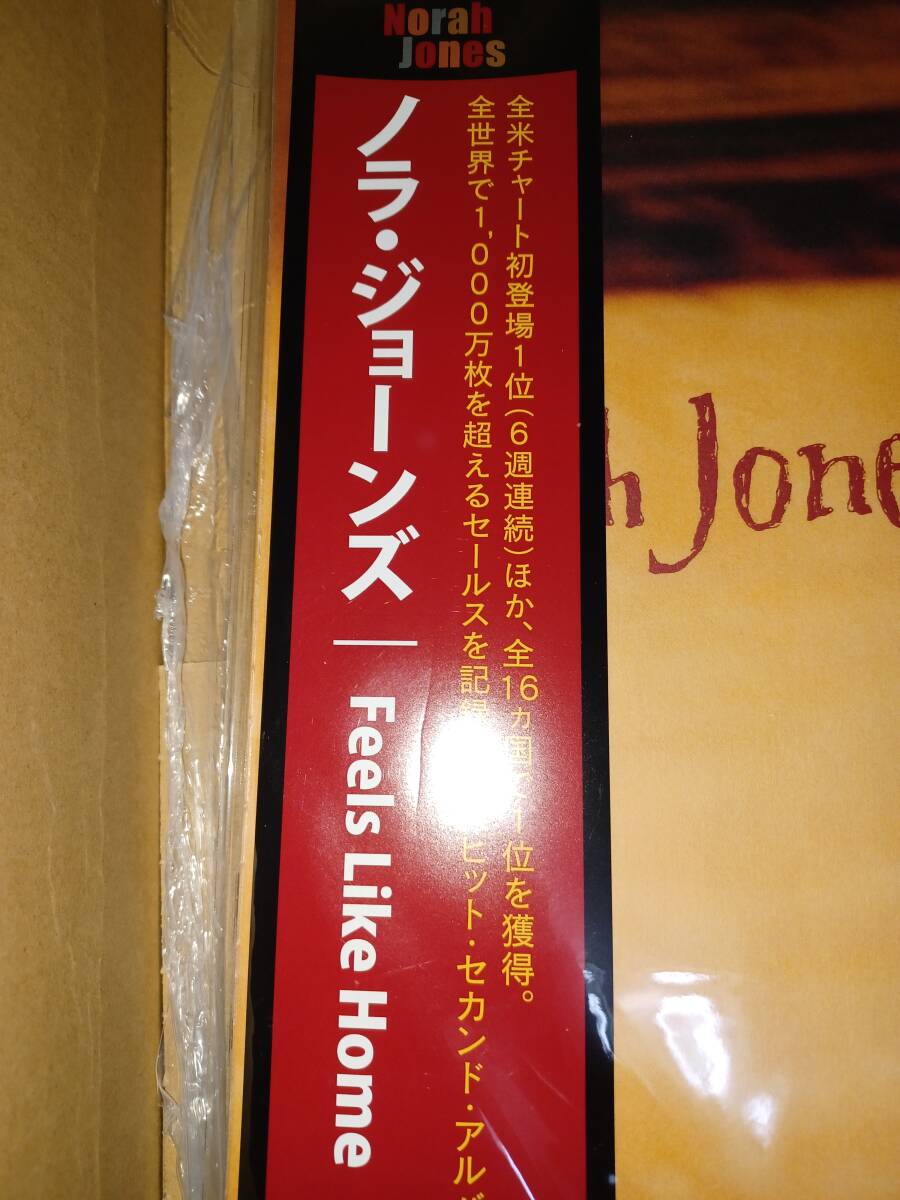 Norah
Jones
全米チャート初登場1位(6週連続)ほか、全16ヵ国で1位を獲得。
全世界で1,000万枚を超えるセールスを記録 ヒット・セカンド・アルバ
ノラ・ジョーンズ | Feels Like Home
h Jone